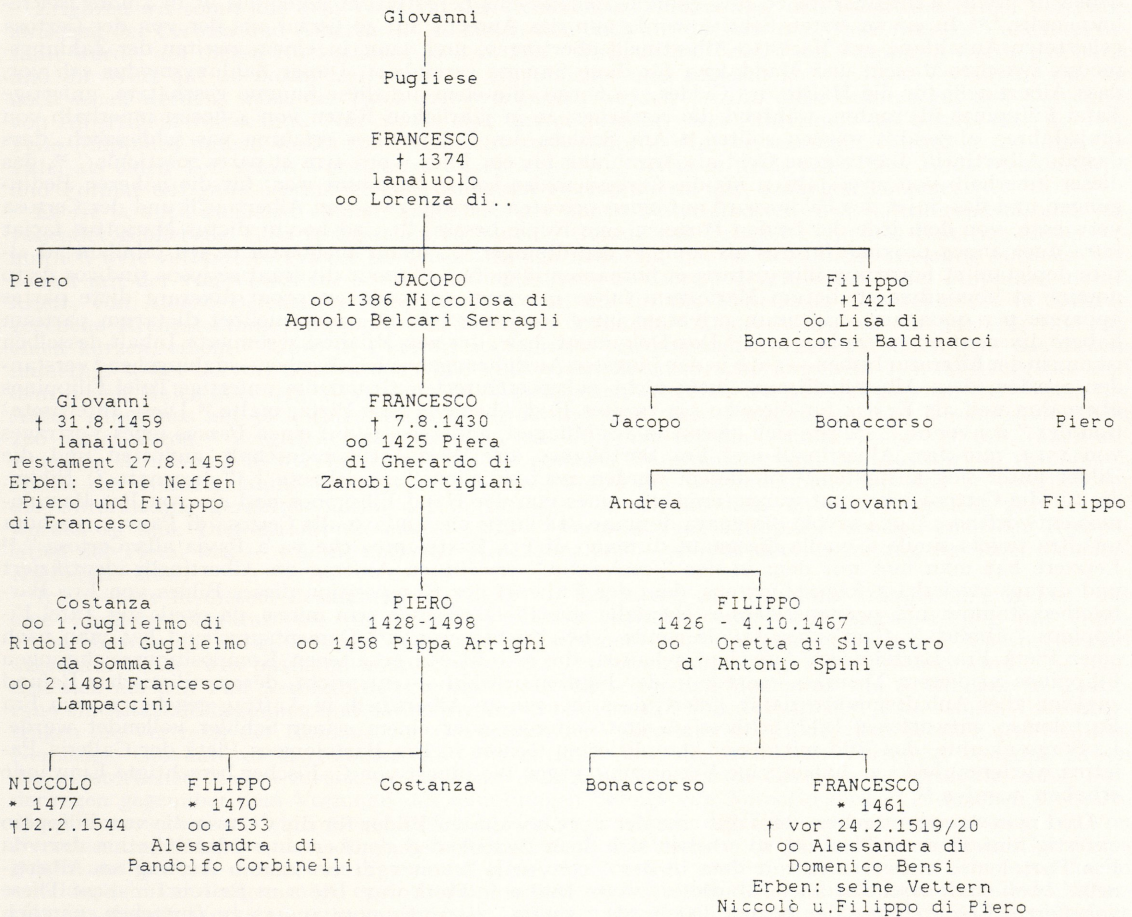 Giovanni
Pugliese
FRANCESCO
† 1374
lanaiuolo
oo Lorenza di..
Piero
JACOPO
oo 1386 Niccolosa di
Agnolo Belcari Serragli
Filippo
†1421
oo Lisa di
Bonaccorsi Baldinacci
Giovanni
† 31.8.1459
lanaiuolo
Testament 27.8.1459
Erben: seine Neffen
Piero und Filippo
di Francesco
FRANCESCO
† 7.8.1430
oo 1425 Piera
di Gherardo di
Zanobi Cortigiani
Jacopo
Bonaccorso
Piero
Andrea
Giovanni
Filippo
Costanza
oo 1.Guglielmo di
Ridolfo di Guglielmo
da Sommaia
oo 2.1481 Francesco
Lampaccini
PIERO
1428-1498
oo 1458 Pippa Arrighi
FILIPPO
1426 - 4.10.1467
oo Oretta di Silvestro
d´ Antonio Spini
NICCOLO
* 1477
†12.2.1544
FILIPPO
* 1470
oo 1533
Alessandra di
Pandolfo Corbinelli
Costanza
Bonaccorso
FRANCESCO
* 1461
† vor 24.2.1519/20
oo Alessandra di
Domenico Bensi
Erben: seine Vettern
Niccolò u.Filippo di Piero